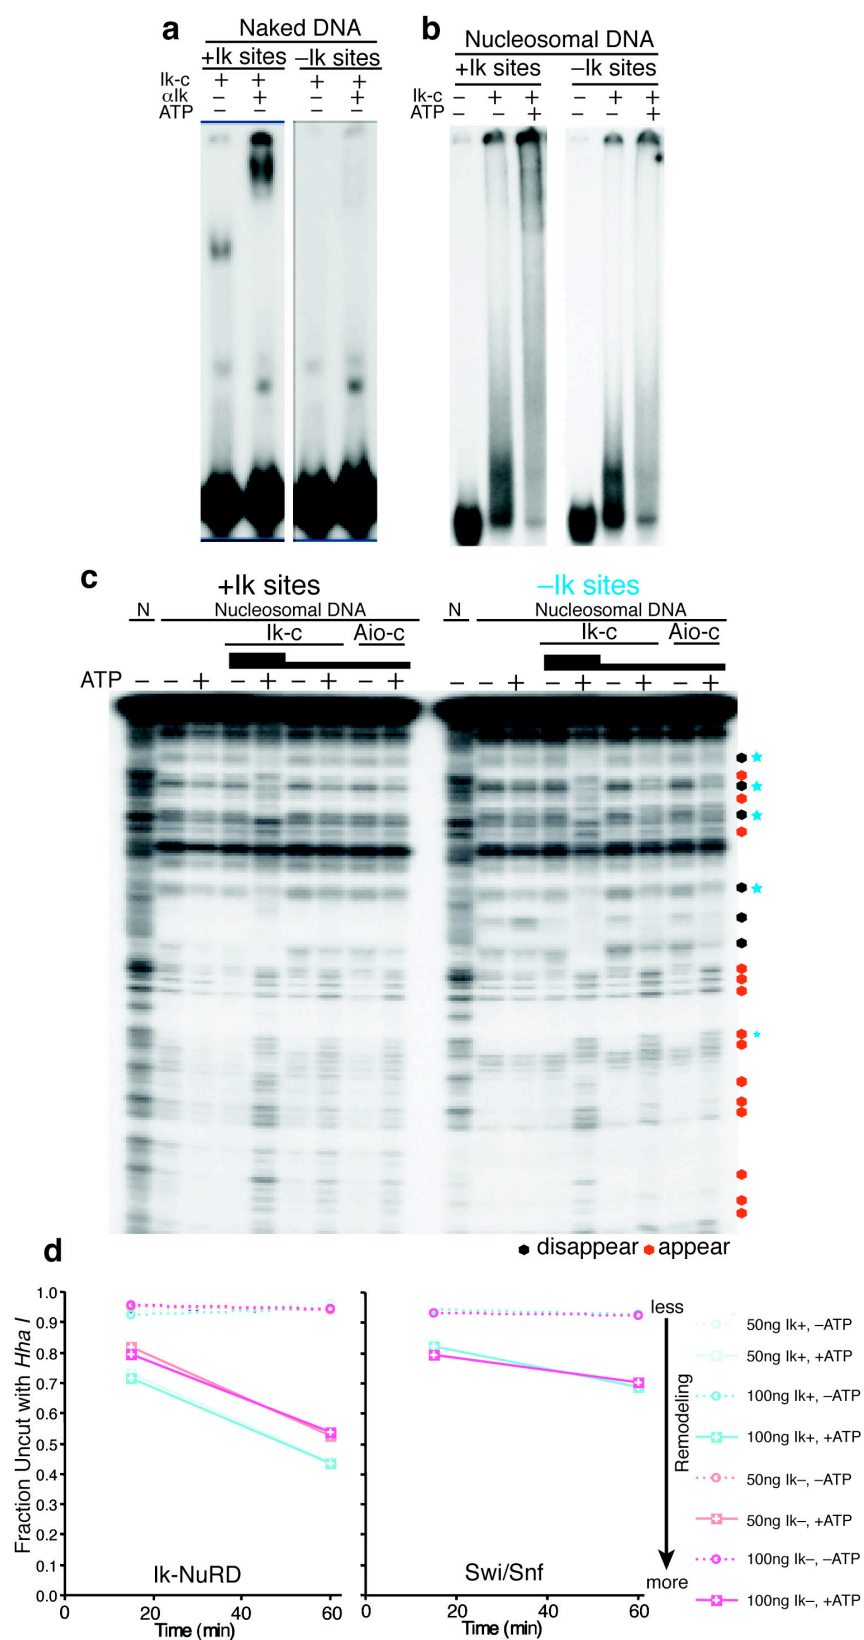 a
Naked DNA
+Ik sites –Ik sites
Ik-c + + + +
αIk – + – +
ATP – – – –
b
Nucleosomal DNA
+Ik sites –Ik sites
Ik-c – + + – + +
ATP – – + – – +
c
+Ik sites –Ik sites
N Nucleosomal DNA N Nucleosomal DNA
Ik-c Aio-c Ik-c Aio-c
ATP – – + – + – + – + – – + – + – + – +
disappear appear
d
Fraction Uncut with Hha I
1.0
0.9
0.8
0.7
0.6
0.5
0.4
0.3
0.2
0.1
0.0
Ik-NuRD
0 20 40 60
Time (min)
Swi/Snf
0 20 40 60
Time (min)
less
Remodeling
more
50ng Ik+, –ATP
50ng Ik+, +ATP
100ng Ik+, –ATP
100ng Ik+, +ATP
50ng Ik–, –ATP
50ng Ik–, +ATP
100ng Ik–, –ATP
100ng Ik–, +ATP